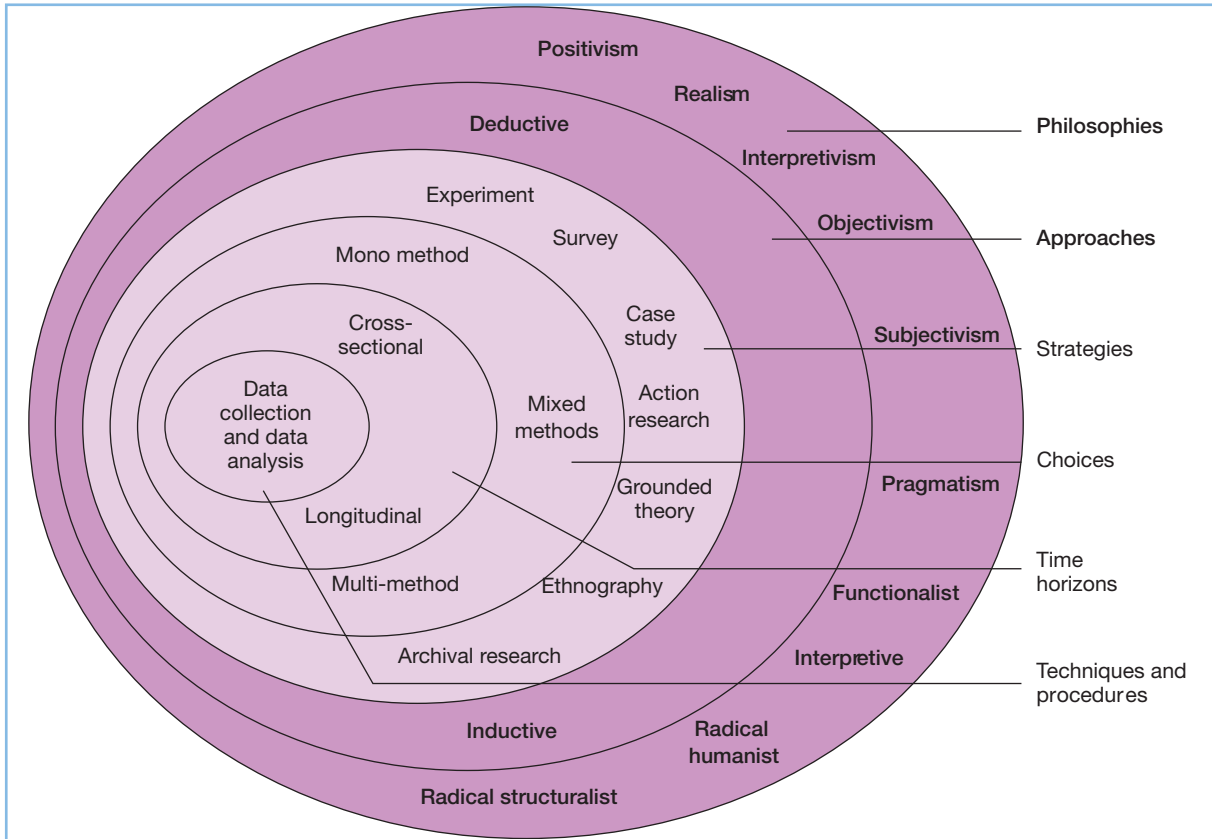 Positivism
Realism
Philosophies
Deductive
Interpretivism
Experiment
Objectivism
Approaches
Survey
Mono method
Case
study
Cross-
sectional
Subjectivism
Strategies
Data
collection
and data
analysis
Mixed
methods
Action
research
Choices
Pragmatism
Grounded
theory
Longitudinal
Time
horizons
Multi-method
Ethnography
Functionalist
Archival research
Interpretive
Techniques and
procedures
Inductive
Radical
humanist
Radical structuralist